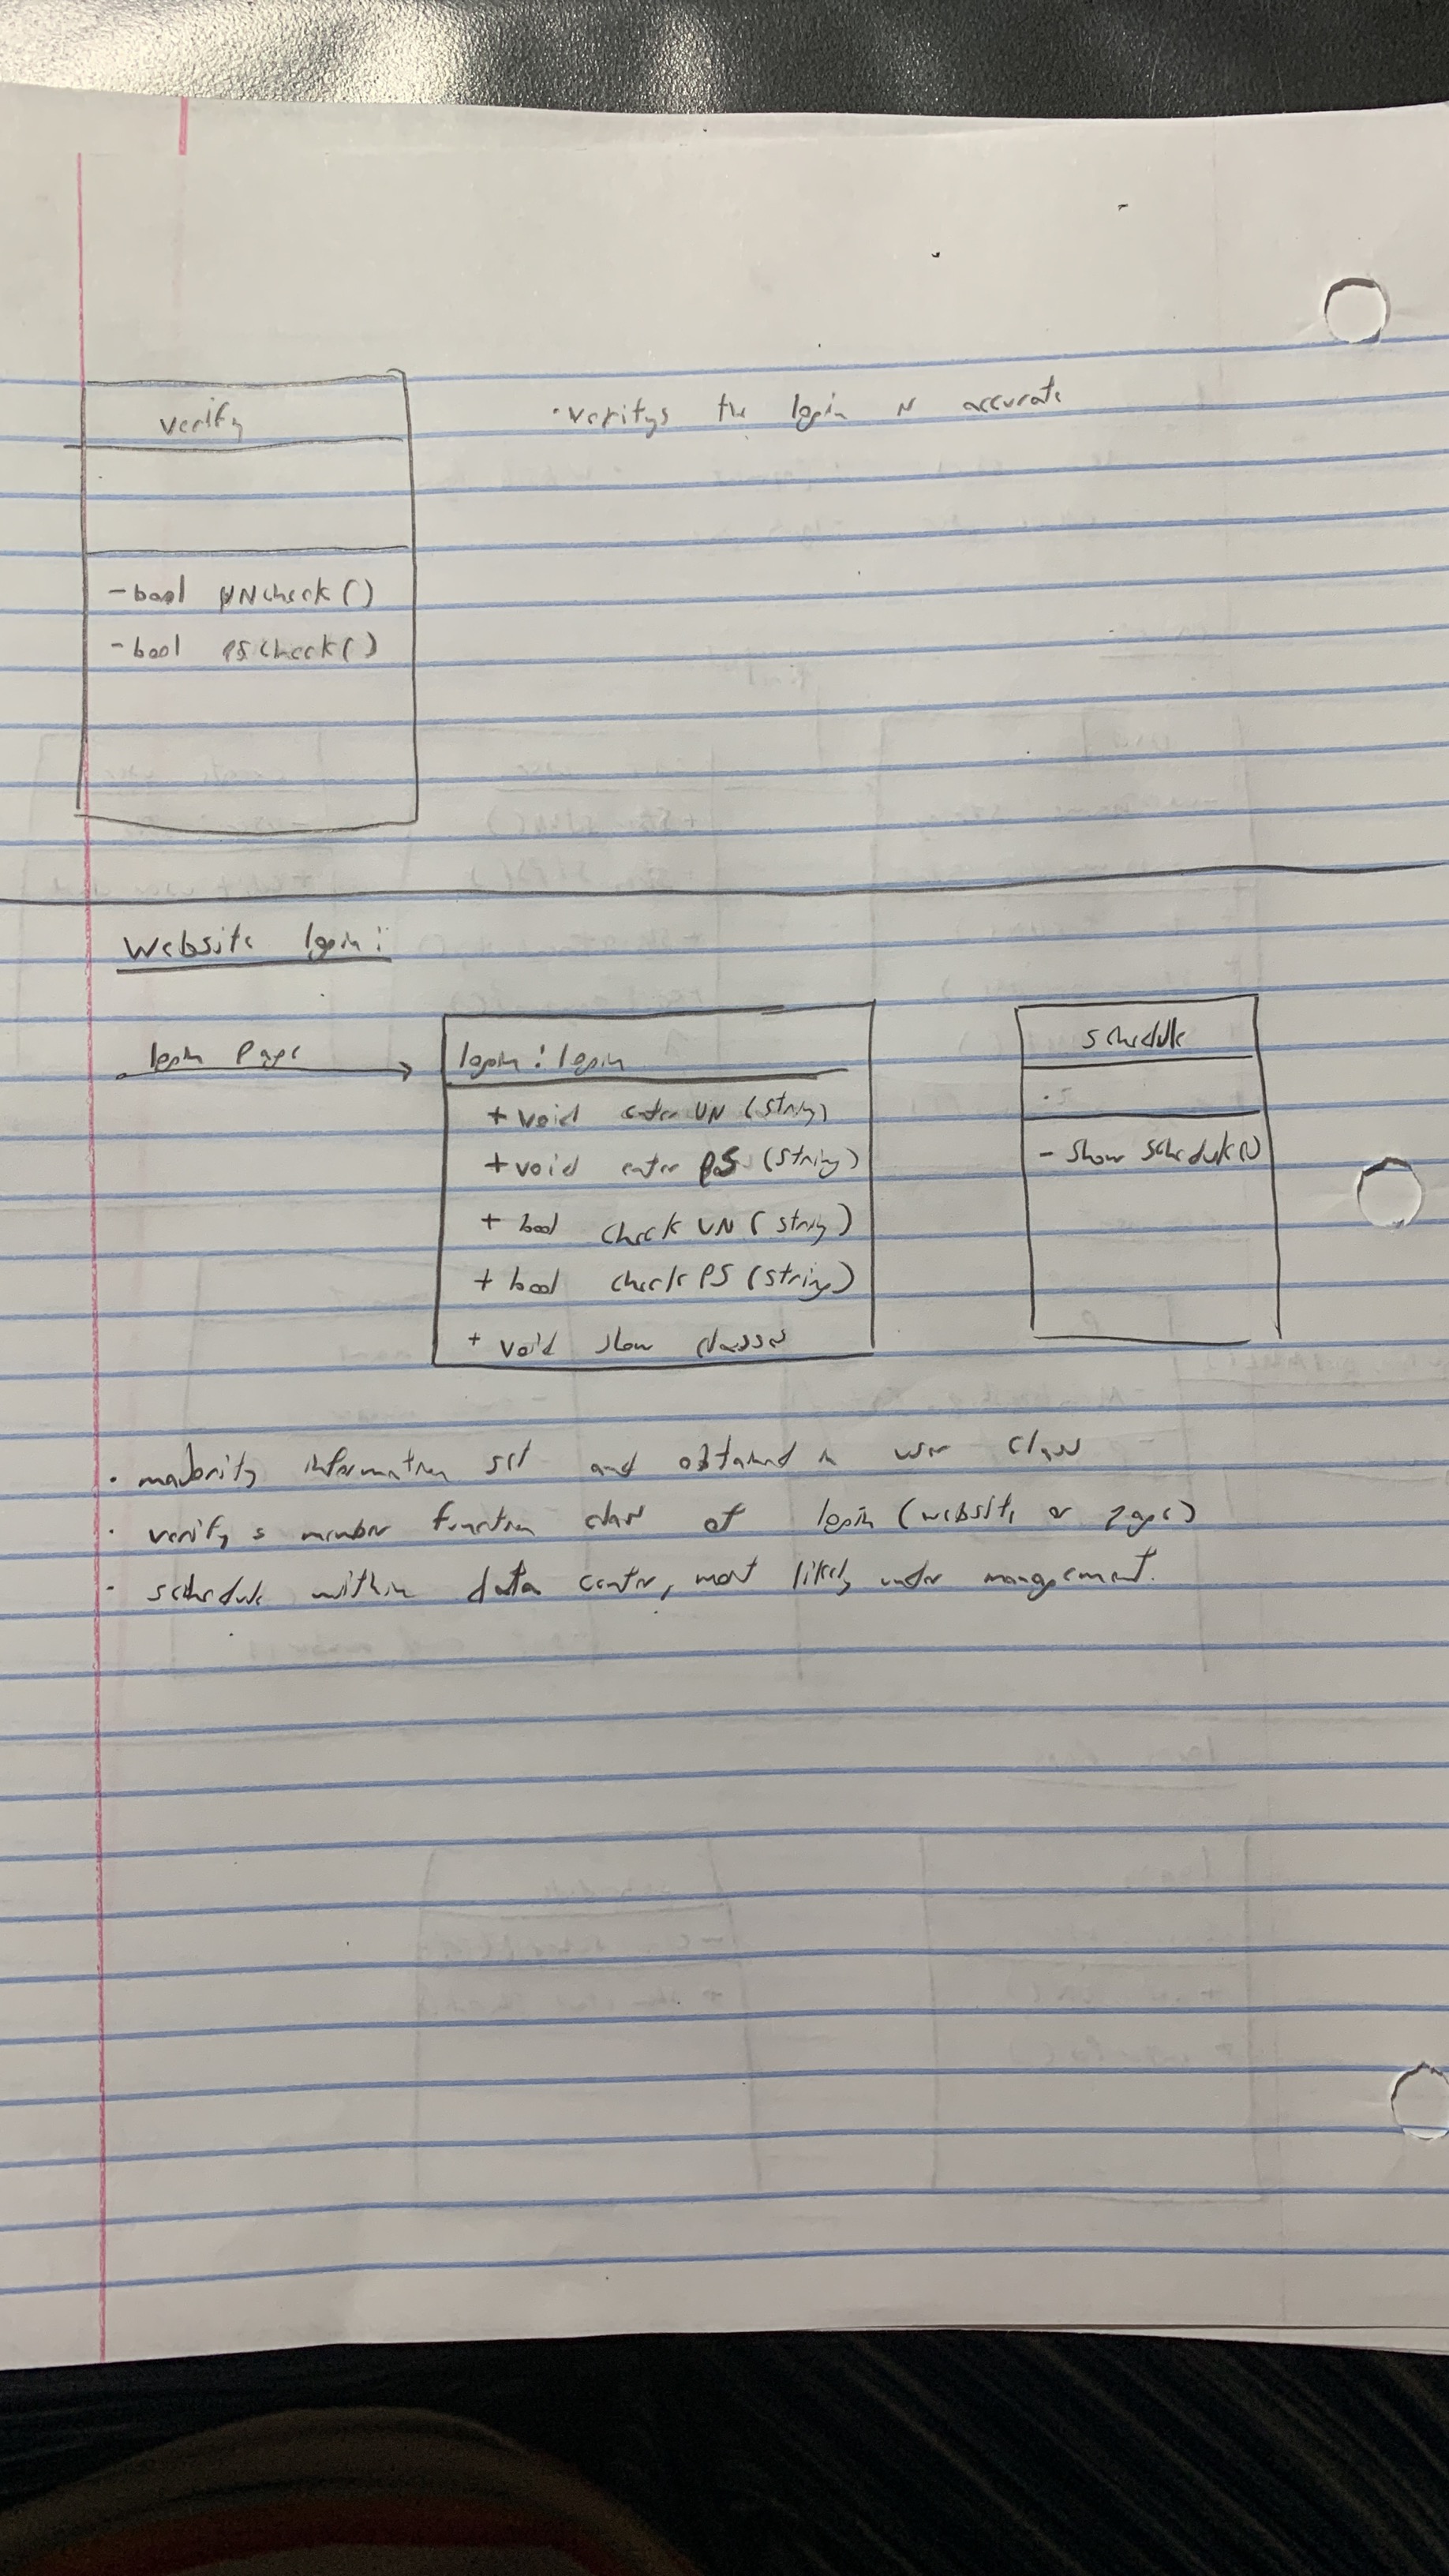 verify
· veritys the login is accurate
- bool UNcheck()
- bool PScheck()
Website login:
login Page
login : login
+ void enter UN (string)
+ void enter PS (string)
+ bool check UN (string)
+ bool check PS (string)
+ void show classes
schedule
- show schedule()
· majority information set and obtained in user class
· verify s member function class of login (website or page)
· schedule within data center, most likely under management.